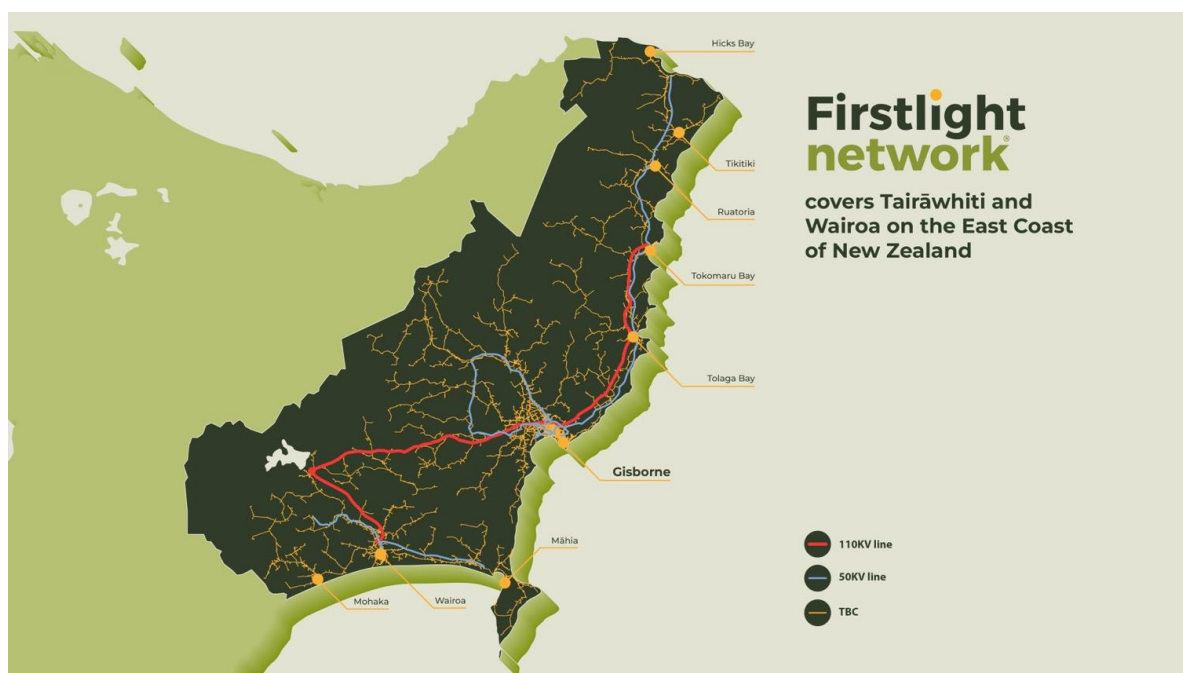 Hicks Bay
Firstlight
network®
Tikitiki
covers Tairāwhiti and
Wairoa on the East Coast
of New Zealand
Ruatoria
Tokomaru Bay
Tolaga Bay
Gisborne
Māhia
Mohaka
Wairoa
110KV line
50KV line
TBC